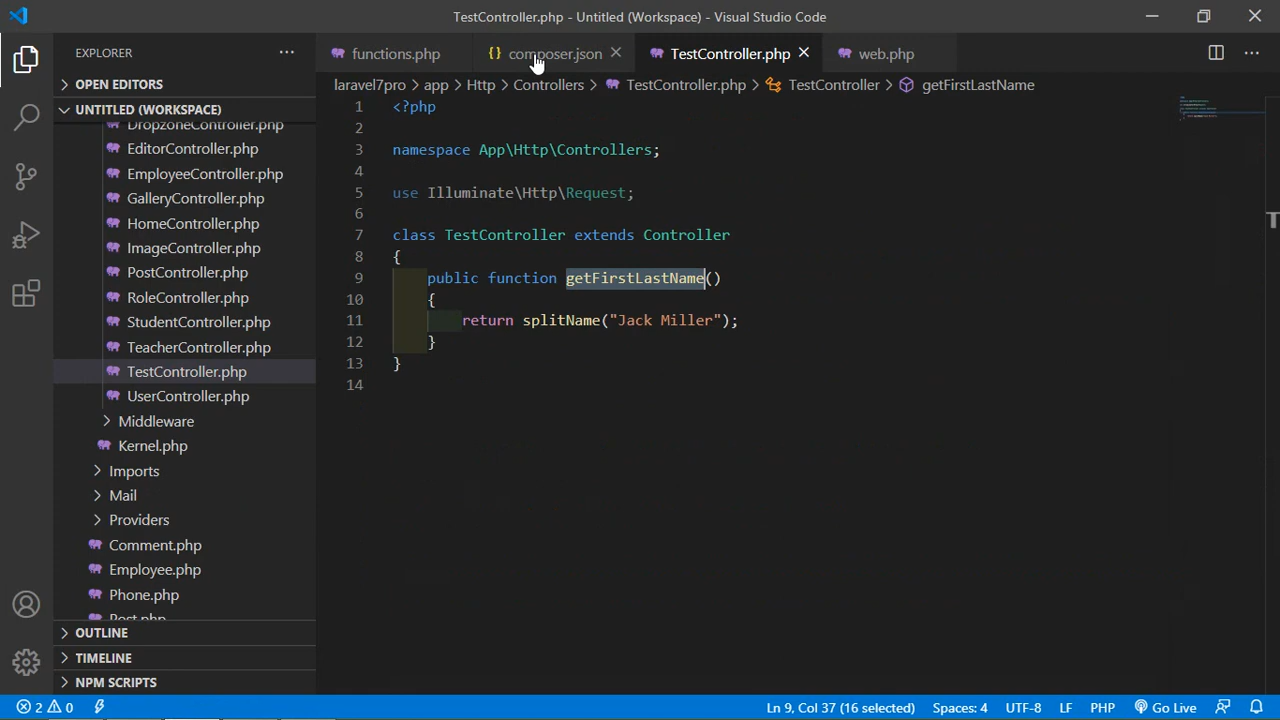 TestController.php - Untitled (Workspace) - Visual Studio Code
EXPLORER
functions.php
{} composer.json
TestController.php
web.php
OPEN EDITORS
laravel7pro > app > Http > Controllers > TestController.php > TestController > getFirstLastName
UNTITLED (WORKSPACE)
DropzoneController.php
EditorController.php
EmployeeController.php
GalleryController.php
HomeController.php
ImageController.php
PostController.php
RoleController.php
StudentController.php
TeacherController.php
TestController.php
UserController.php
Middleware
Kernel.php
Imports
Mail
Providers
Comment.php
Employee.php
Phone.php
Post.php
OUTLINE
TIMELINE
NPM SCRIPTS
1 <?php
2
3 namespace App\Http\Controllers;
4
5 use Illuminate\Http\Request;
6
7 class TestController extends Controller
8 {
9 public function getFirstLastName()
10 {
11 return splitName("Jack Miller");
12 }
13 }
14
2 0
Ln 9, Col 37 (16 selected)
Spaces: 4
UTF-8
LF
PHP
Go Live